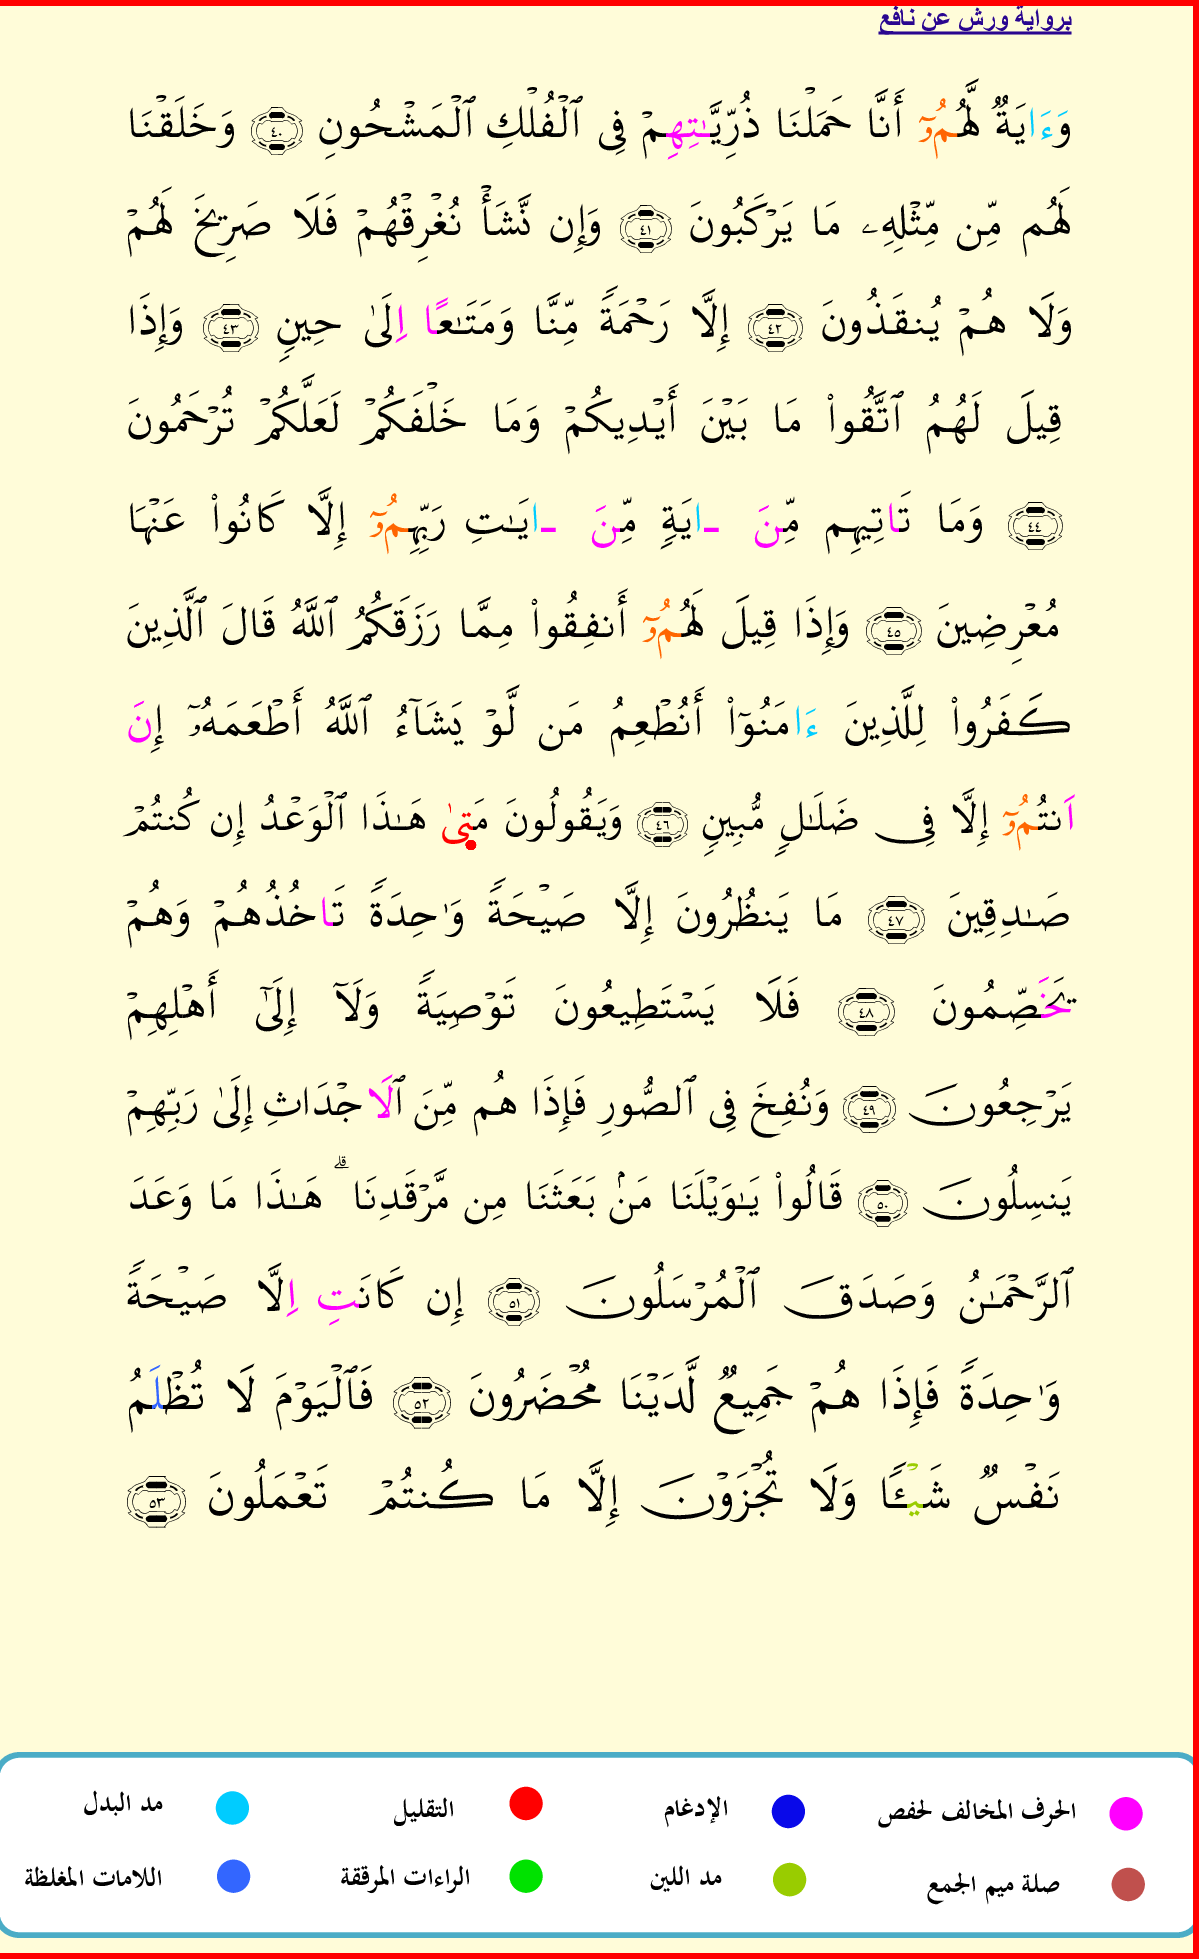 برواية ورش عن نافع
وَءَايَةٌ لَّهُمُۥٓ أَنَّا حَمَلْنَا ذُرِّيَّـٰتِهِمْ فِى ٱلْفُلْكِ ٱلْمَشْحُونِ ٤٠ وَخَلَقْنَا
لَهُم مِّن مِّثْلِهِۦ مَا يَرْكَبُونَ ٤١ وَإِن نَّشَأْ نُغْرِقْهُمْ فَلَا صَرِيخَ لَهُمْ
وَلَا هُمْ يُنقَذُونَ ٤٢ إِلَّا رَحْمَةً مِّنَّا وَمَتَـٰعًا اِلَىٰ حِينٍ ٤٣ وَإِذَا
قِيلَ لَهُمُ ٱتَّقُوا۟ مَا بَيْنَ أَيْدِيكُمْ وَمَا خَلْفَكُمْ لَعَلَّكُمْ تُرْحَمُونَ
٤٤ وَمَا تَاتِيهِم مِّنَ ـايَةٍ مِّنَ ـايَـٰتِ رَبِّهِمُۥٓ إِلَّا كَانُوا۟ عَنْهَا
مُعْرِضِينَ ٤٥ وَإِذَا قِيلَ لَهُمُۥٓ أَنفِقُوا۟ مِمَّا رَزَقَكُمُ ٱللَّهُ قَالَ ٱلَّذِينَ
كَفَرُوا۟ لِلَّذِينَ ءَامَنُوٓا۟ أَنُطْعِمُ مَن لَّوْ يَشَآءُ ٱللَّهُ أَطْعَمَهُۥٓ إِنَ
اَنتُمُۥٓ إِلَّا فِى ضَلَـٰلٍ مُّبِينٍ ٤٦ وَيَقُولُونَ مَتىٰ هَـٰذَا ٱلْوَعْدُ إِن كُنتُمْ
صَـٰدِقِينَ ٤٧ مَا يَنظُرُونَ إِلَّا صَيْحَةً وَٰحِدَةً تَاخُذُهُمْ وَهُمْ
يَخَصِّمُونَ ٤٨ فَلَا يَسْتَطِيعُونَ تَوْصِيَةً وَلَآ إِلَىٰٓ أَهْلِهِمْ
يَرْجِعُونَ ٤٩ وَنُفِخَ فِى ٱلصُّورِ فَإِذَا هُم مِّنَ ٱلَاجْدَاثِ إِلَىٰ رَبِّهِمْ
يَنسِلُونَ ٥٠ قَالُوا۟ يَـٰوَيْلَنَا مَنۢ بَعَثَنَا مِن مَّرْقَدِنَا ۗ هَـٰذَا مَا وَعَدَ
ٱلرَّحْمَـٰنُ وَصَدَقَ ٱلْمُرْسَلُونَ ٥١ إِن كَانَتِ اِلَّا صَيْحَةً
وَٰحِدَةً فَإِذَا هُمْ جَمِيعٌ لَّدَيْنَا مُحْضَرُونَ ٥٢ فَٱلْيَوْمَ لَا تُظْلَمُ
نَفْسٌ شَيْـًٔا وَلَا تُجْزَوْنَ إِلَّا مَا كُنتُمْ تَعْمَلُونَ ٥٣
الحرف المخالف لحفص الإدغام التقليل مد البدل
صلة ميم الجمع مد اللين الراءات المرققة اللامات المغلظة